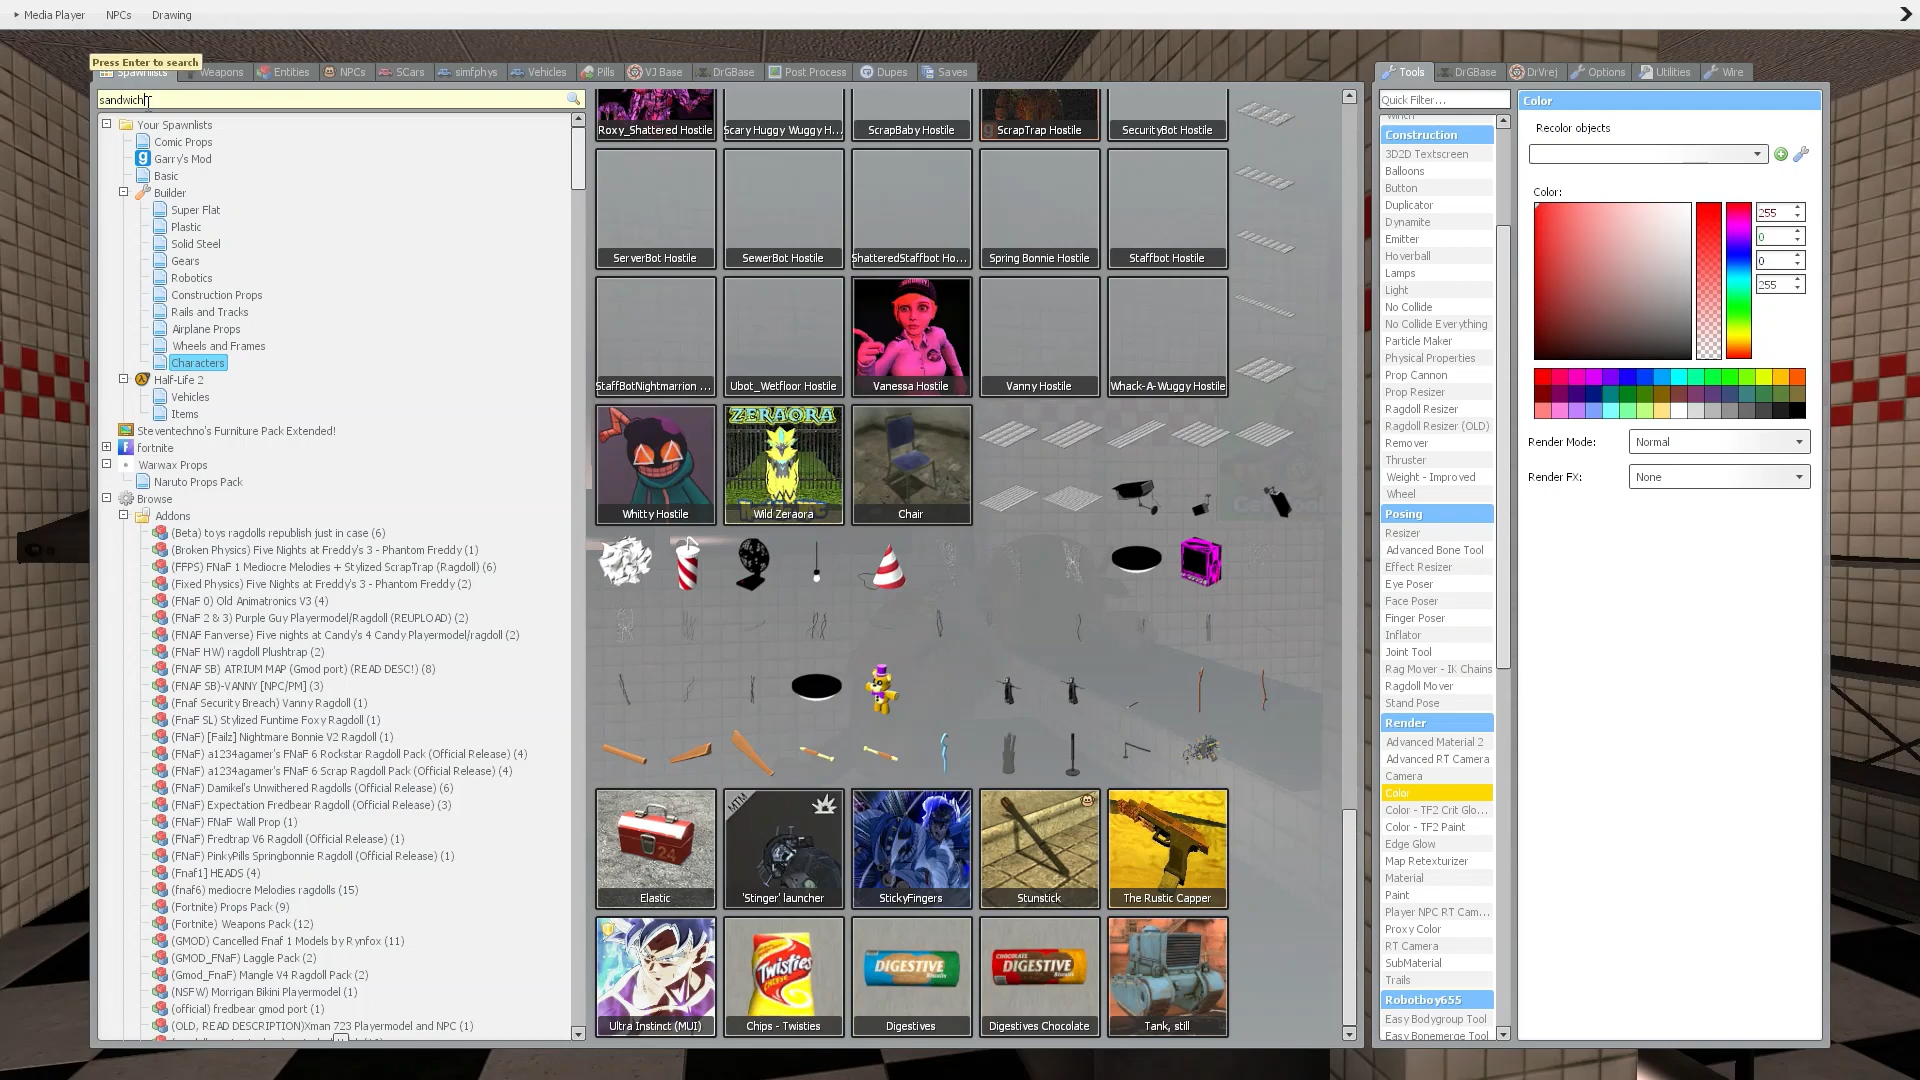 Media Player NPCs Drawing
Press Enter to search
Spawnlists Weapons Entities NPCs SCars simfphys Vehicles Pills VJ Base DrGBase Post Process Dupes Saves
sandwich
Your Spawnlists
Comic Props
Garry's Mod
Basic
Builder
Super Flat
Plastic
Solid Steel
Gears
Robotics
Construction Props
Rails and Tracks
Airplane Props
Wheels and Frames
Characters
Half-Life 2
Vehicles
Items
Steventechno's Furniture Pack Extended!
fortnite
Warwax Props
Naruto Props Pack
Browse
Addons
(Beta) toys ragdolls republish just in case (6)
(Broken Physics) Five Nights at Freddy's 3 - Phantom Freddy (1)
(FFPS) FNaF 1 Mediocre Melodies + Stylized ScrapTrap (Ragdoll) (6)
(Fixed Physics) Five Nights at Freddy's 3 - Phantom Freddy (2)
(FNaF 0) Old Animatronics V3 (4)
(FNaF 2 & 3) Purple Guy Playermodel/Ragdoll (REUPLOAD) (2)
(FNAF Fanverse) Five nights at Candy's 4 Candy Playermodel/ragdoll (2)
(FNaF HW) ragdoll Plushtrap (2)
(FNAF SB) ATRIUM MAP (Gmod port) (READ DESC!) (8)
(FNAF SB)-VANNY [NPC/PM] (3)
(Fnaf Security Breach) Vanny Ragdoll (1)
(FnaF SL) Stylized Funtime Foxy Ragdoll (1)
(FNaF) [Failz] Nightmare Bonnie V2 Ragdoll (1)
(FNaF) a1234agamer's FNaF 6 Rockstar Ragdoll Pack (Official Release) (4)
(FNaF) a1234agamer's FNaF 6 Scrap Ragdoll Pack (Official Release) (4)
(FNaF) Damikel's Unwithered Ragdolls (Official Release) (6)
(FNaF) Expectation Fredbear Ragdoll (Official Release) (3)
(FNaF) FNaF Wall Prop (1)
(FNaF) Fredtrap V6 Ragdoll (Official Release) (1)
(FNaF) PinkyPills Springbonnie Ragdoll (Official Release) (1)
(Fnaf1] HEADS (4)
(fnaf6) mediocre Melodies ragdolls (15)
(Fortnite) Props Pack (9)
(Fortnite) Weapons Pack (12)
(GMOD) Cancelled Fnaf 1 Models by Rynfox (11)
(GMOD_FNaF) Laggle Pack (2)
(Gmod_FnaF) Mangle V4 Ragdoll Pack (2)
(NSFW) Morrigan Bikini Playermodel (1)
(official) fredbear gmod port (1)
(OLD, READ DESCRIPTION)Xman 723 Playermodel and NPC (1)
Roxy_Shattered Hostile Scary Huggy Wuggy H... ScrapBaby Hostile ScrapTrap Hostile SecurityBot Hostile
ServerBot Hostile SewerBot Hostile ShatteredStaffbot Ho... Spring Bonnie Hostile Staffbot Hostile
StaffBotNightmarrion ... Ubot_Wetfloor Hostile Vanessa Hostile Vanny Hostile Whack-A-Wuggy Hostile
ZERAORA
Whitty Hostile Wild Zeraora Chair
24
MTM
Elastic 'Stinger' launcher StickyFingers Stunstick The Rustic Capper
Twisties
DIGESTIVE
CHOCOLATE
DIGESTIVE
Ultra Instinct (MUI) Chips - Twisties Digestives Digestives Chocolate Tank, still
Tools DrGBase DrVrej Options Utilities Wire
Quick Filter...
Construction
3D2D Textscreen
Balloons
Button
Duplicator
Dynamite
Emitter
Hoverball
Lamps
Light
No Collide
No Collide Everything
Particle Maker
Physical Properties
Prop Cannon
Prop Resizer
Ragdoll Resizer
Ragdoll Resizer (OLD)
Remover
Thruster
Weight - Improved
Wheel
Posing
Resizer
Advanced Bone Tool
Effect Resizer
Eye Poser
Face Poser
Finger Poser
Inflator
Joint Tool
Rag Mover - IK Chains
Ragdoll Mover
Stand Pose
Render
Advanced Material 2
Advanced RT Camera
Camera
Color
Color - TF2 Crit Glo...
Color - TF2 Paint
Edge Glow
Map Retexturizer
Material
Paint
Player NPC RT Cam...
Proxy Color
RT Camera
SubMaterial
Trails
Robotboy655
Easy Bodygroup Tool
Easy Bonemerge Tool
Color
Recolor objects
Color:
255
0
0
255
Render Mode: Normal
Render FX: None